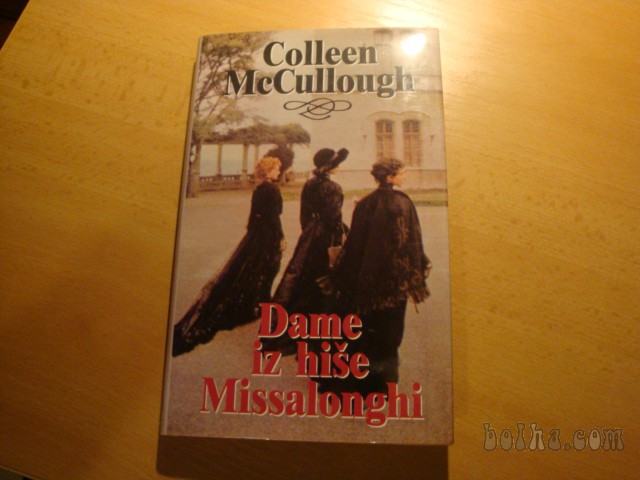 Colleen
McCullough
Dame
iz hiše
Missalonghi
bolha.com